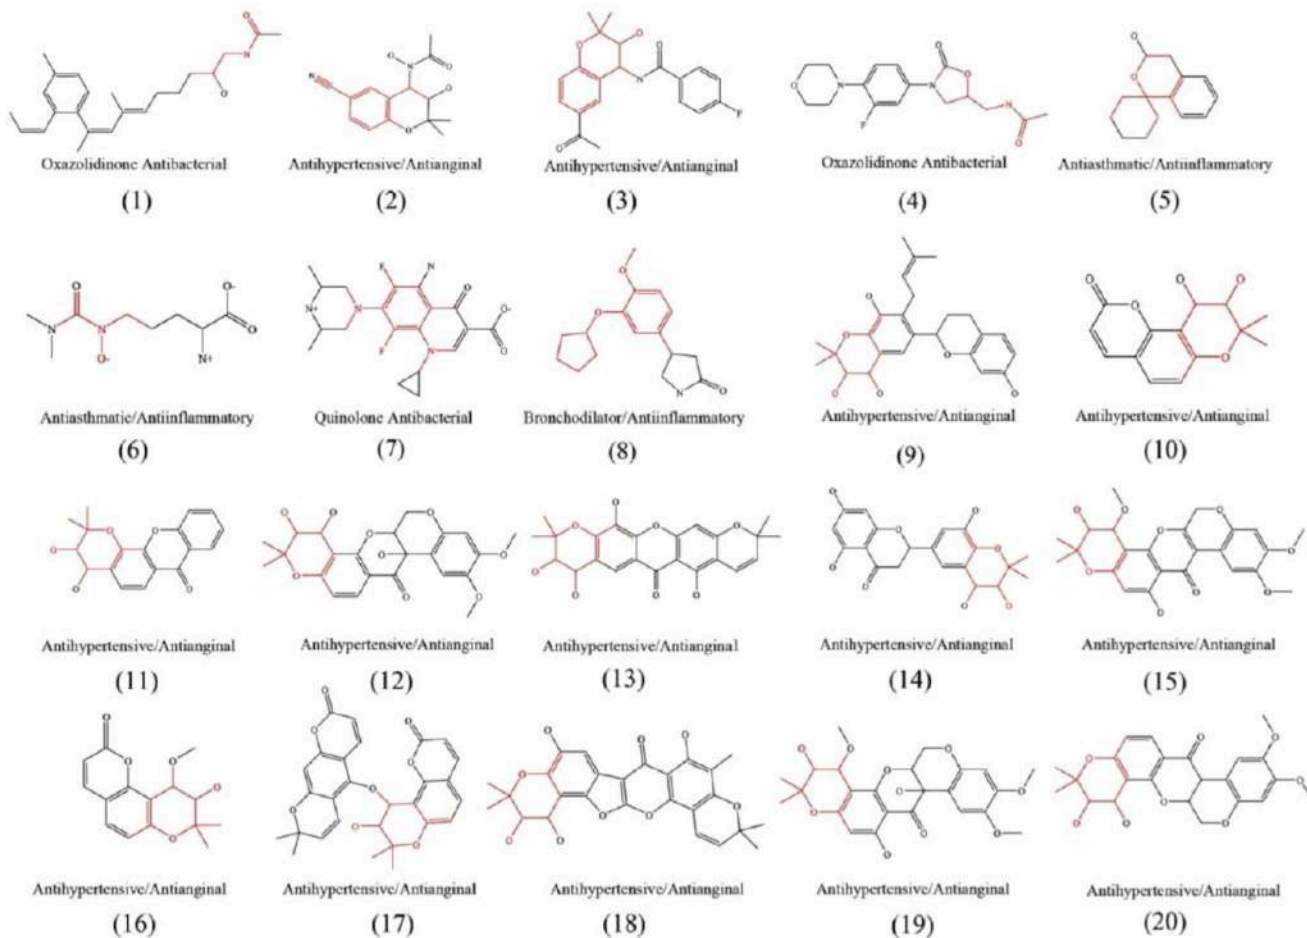 Oxazolidinone Antibacterial
Antihypertensive/Antianginal
Antihypertensive/Antianginal
Oxazolidinone Antibacterial
Antiasthmatic/Antiinflammatory
(1)
(2)
(3)
(4)
(5)
Antiasthmatic/Antiinflammatory
Quinolone Antibacterial
Bronchodilator/Antiinflammatory
Antihypertensive/Antianginal
Antihypertensive/Antianginal
(6)
(7)
(8)
(9)
(10)
Antihypertensive/Antianginal
Antihypertensive/Antianginal
Antihypertensive/Antianginal
Antihypertensive/Antianginal
Antihypertensive/Antianginal
(11)
(12)
(13)
(14)
(15)
Antihypertensive/Antianginal
Antihypertensive/Antianginal
Antihypertensive/Antianginal
Antihypertensive/Antianginal
Antihypertensive/Antianginal
(16)
(17)
(18)
(19)
(20)